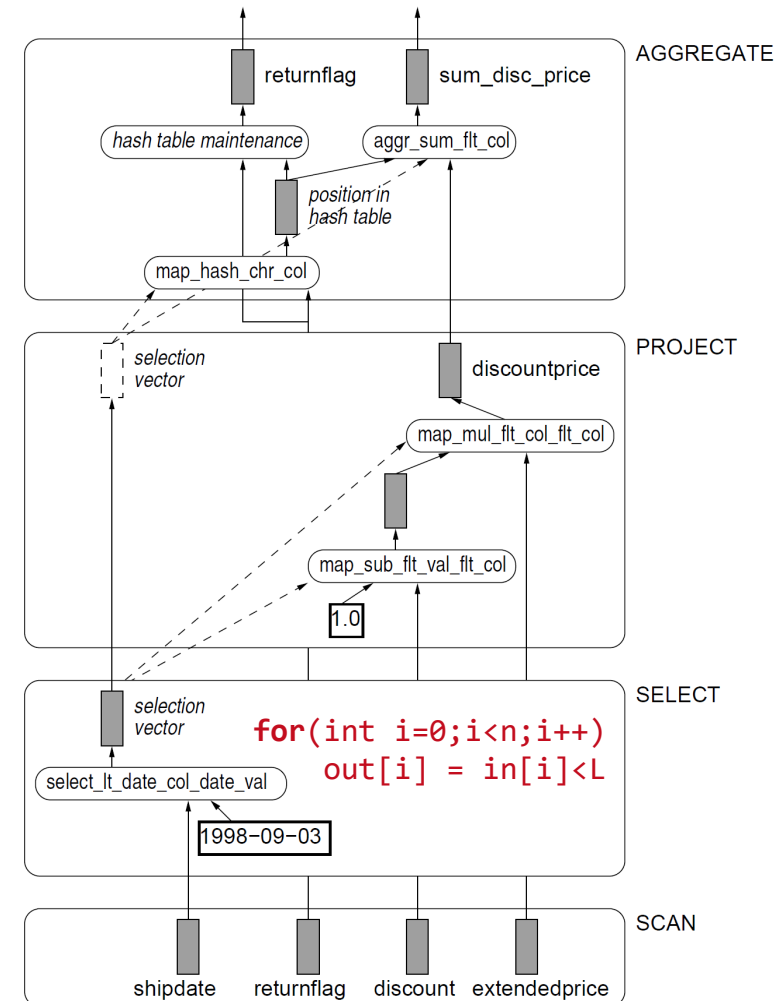 AGGREGATE
returnflag
sum_disc_price
hash table maintenance
aggr_sum_flt_col
position in
hash table
map_hash_chr_col
PROJECT
selection
vector
discountprice
map_mul_flt_col_flt_col
map_sub_flt_val_flt_col
1.0
SELECT
selection
vector
for(int i=0;i<n;i++)
out[i] = in[i]<L
select_lt_date_col_date_val
1998−09−03
SCAN
shipdate
returnflag
discount
extendedprice